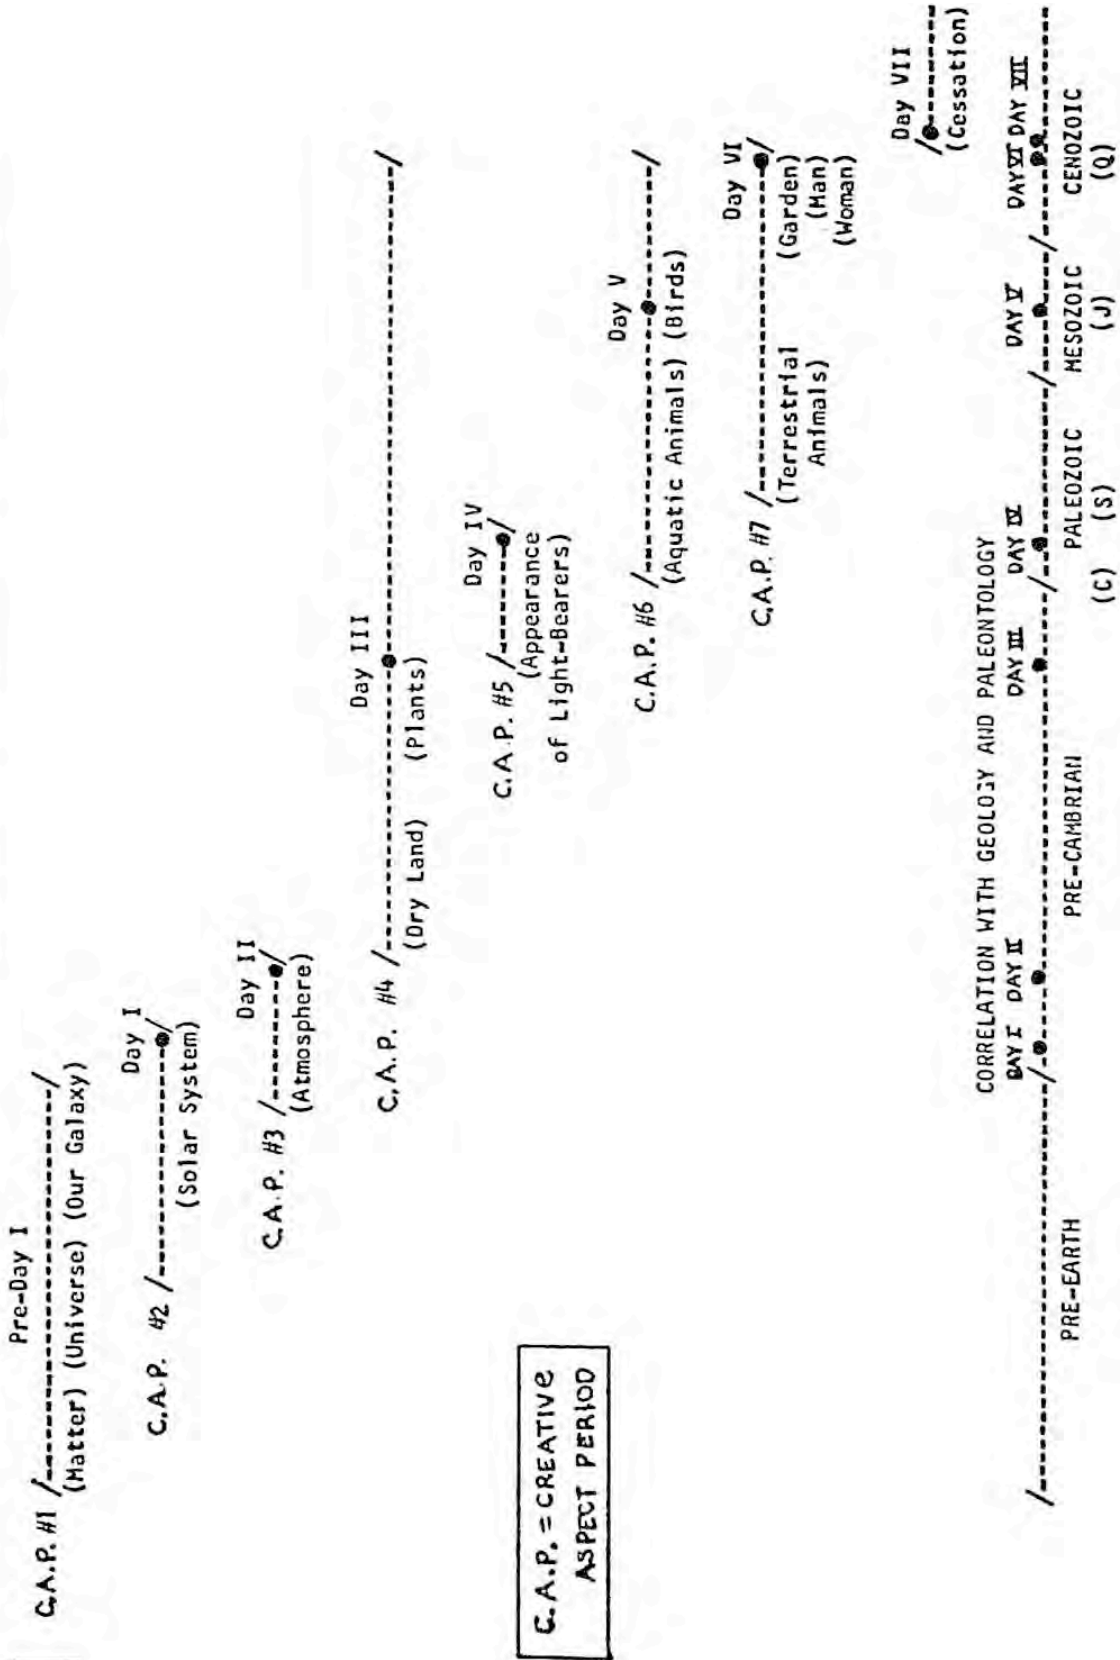 Pre-Day I
C.A.P. #1
(Matter) (Universe) (Our Galaxy)
Day I
C.A.P. #2
(Solar System)
Day II
C.A.P. #3
(Atmosphere)
Day III
C.A.P. #4
(Dry Land) (Plants)
Day IV
C.A.P. #5
(Appearance
of Light-Bearers)
Day V
C.A.P. #6
(Aquatic Animals) (Birds)
Day VI
C.A.P. #7
(Terrestrial
Animals)
(Garden)
(Man)
(Woman)
Day VII
(Cessation)
C.A.P. = CREATIVE
ASPECT PERIOD
CORRELATION WITH GEOLOGY AND PALEONTOLOGY
DAY I DAY II DAY III DAY IV DAY V DAY VI DAY VII
PRE-EARTH PRE-CAMBRIAN PALEOZOIC MESOZOIC CENOZOIC
(C) (S) (J) (Q)